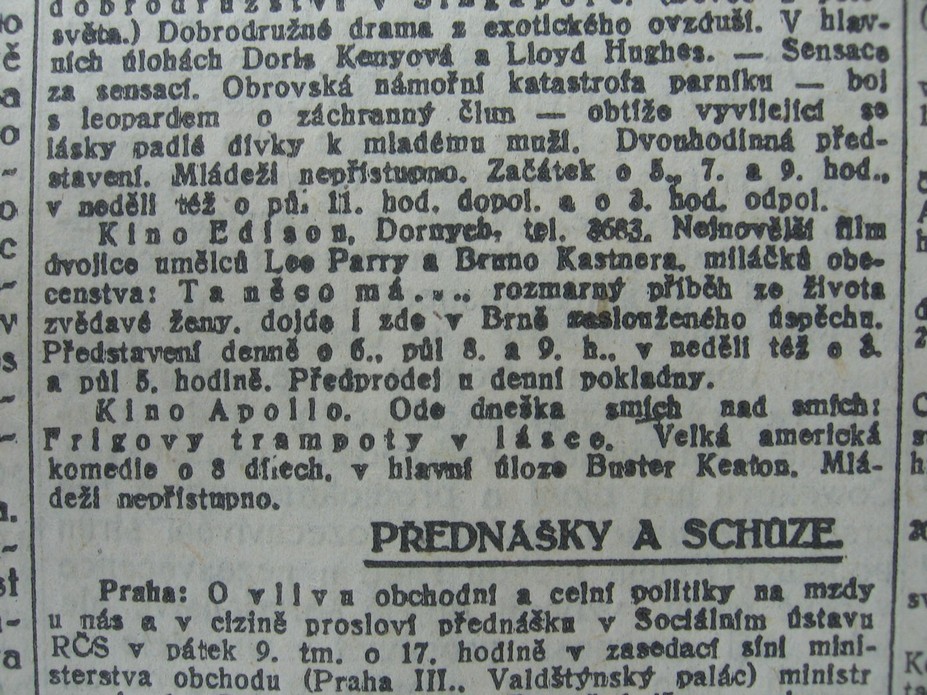 světa.) Dobrodružné drama z exotického ovzduší. V hlav-
ních úlohách Doris Kenyová a Lloyd Hughes. — Sensace
za sensací. Obrovská námořní katastrofa parníku — boj
s leopardem o záchranný člun — obtíže vyvíjející se
lásky padlé dívky k mladému muži. Dvouhodinná před-
stavení. Mládeži nepřístupno. Začátek o 5., 7. a 9. hod.,
v neděli též o pů. 11. hod. dopol. a o 3. hod. odpol.
Kino Edison, Dornych, tel. 3683. Nejnovější film
dvojice umělců Lee Parry a Bruno Kastnera, miláčků obe-
censtva: Ta něco má... rozmarný příběh ze života
zvědavé ženy. dojde i zde v Brně zaslouženého úspěchu.
Představení denně o 6., půl 8. a 9. h., v neděli též o 3.
a půl 5. hodině. Předprodej u denní pokladny.
Kino Apollo. Ode dneška smích nad smích:
Frigovy trampoty v lásce. Velká americká
komedie o 8 dílech, v hlavní úloze Buster Keaton. Mlá-
deži nepřístupno.
PŘEDNÁŠKY A SCHŮZE
Praha: O vlivu obchodní a celní politiky na mzdy
u nás a v cizině prosloví přednášku v Sociálním ústavu
RČS v pátek 9. tm. o 17. hodině v zasedací síni mini-
sterstva obchodu (Praha III., Valdštýnský palác) ministr